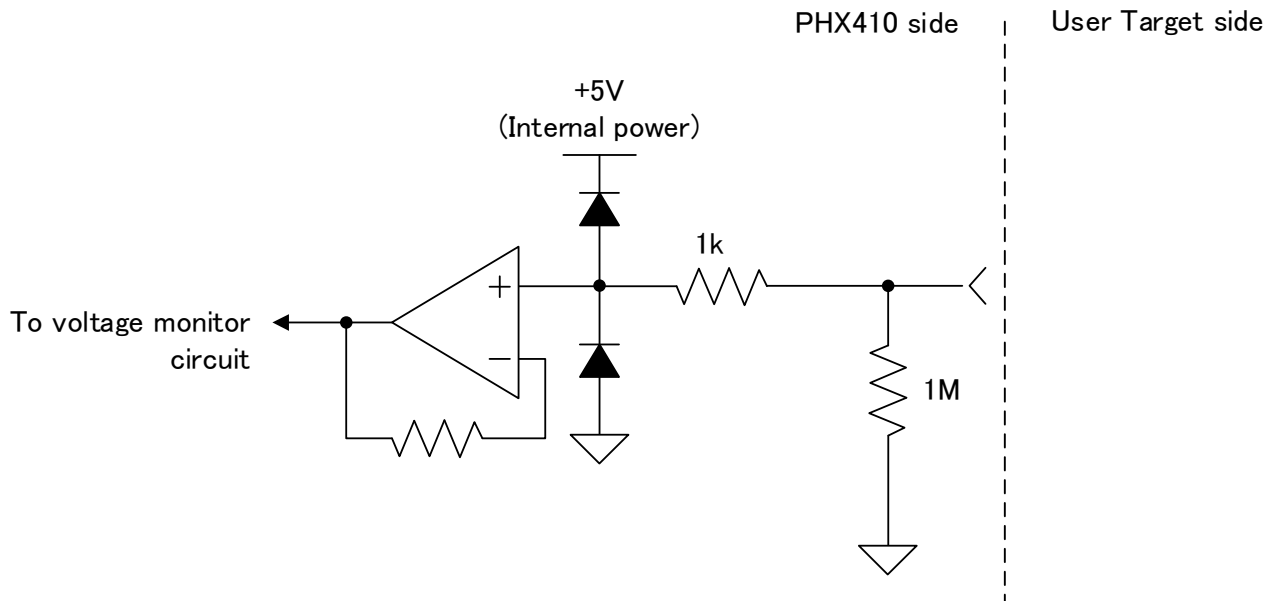 PHX410 side
User Target side
+5V
(Internal power)
1k
+
To voltage monitor
circuit
−
1M